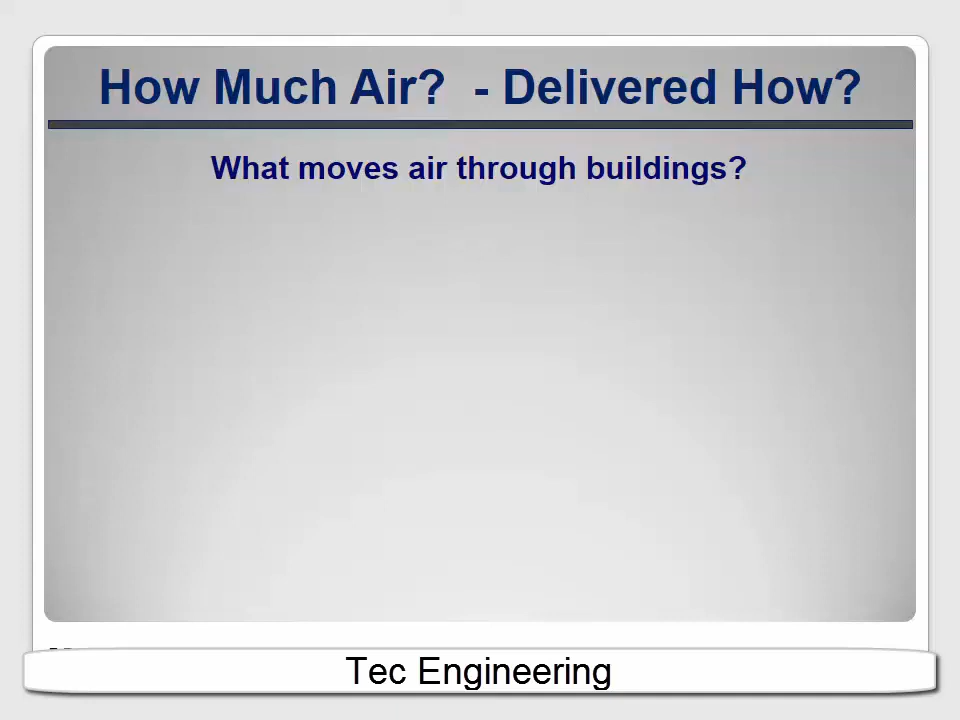 How Much Air?  - Delivered How?
What moves air through buildings?
Tec Engineering